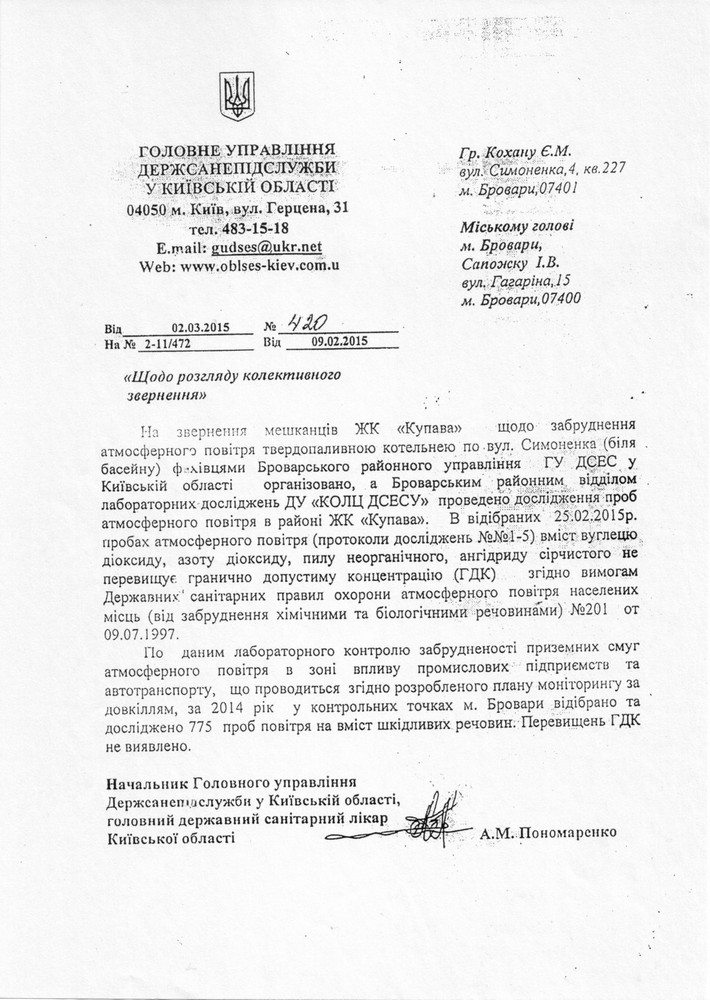 ГОЛОВНЕ УПРАВЛІННЯ
ДЕРЖСАНЕПІДСЛУЖБИ
У КИЇВСЬКІЙ ОБЛАСТІ
04050 м. Київ, вул. Герцена, 31
тел. 483-15-18
E.mail: gudses@ukr.net
Web: www.oblses-kiev.com.u
Гр. Кохану Є.М.
вул. Симоненка,4, кв.227
м. Бровари,07401
Міському голові
м. Бровари,
Сапожку І.В.
вул. Гагаріна,15
м. Бровари,07400
Від 02.03.2015 № 420
На № 2-11/472 Від 09.02.2015
«Щодо розгляду колективного
звернення»
На звернення мешканців ЖК «Купава» щодо забруднення
атмосферного повітря твердопаливною котельнею по вул. Симоненка (біля
басейну) фахівцями Броварського районного управління ГУ ДСЕС у
Київській області організовано, а Броварським районним відділом
лабораторних досліджень ДУ «КОЛЦ ДСЕСУ» проведено дослідження проб
атмосферного повітря в районі ЖК «Купава». В відібраних 25.02.2015р.
пробах атмосферного повітря (протоколи досліджень №№1-5) вміст вуглецю
діоксиду, азоту діоксиду, пилу неорганічного, ангідриду сірчистого не
перевищує гранично допустиму концентрацію (ГДК) згідно вимогам
Державних санітарних правил охорони атмосферного повітря населених
місць (від забруднення хімічними та біологічними речовинами) №201 от
09.07.1997.
По даним лабораторного контролю забрудненості приземних смуг
атмосферного повітря в зоні впливу промислових підприємств та
автотранспорту, що проводиться згідно розробленого плану моніторингу за
довкіллям, за 2014 рік у контрольних точках м. Бровари відібрано та
досліджено 775 проб повітря на вміст шкідливих речовин. Перевищень ГДК
не виявлено.
Начальник Головного управління
Держсанепідслужби у Київській області,
головний державний санітарний лікар
Київської області А.М. Пономаренко